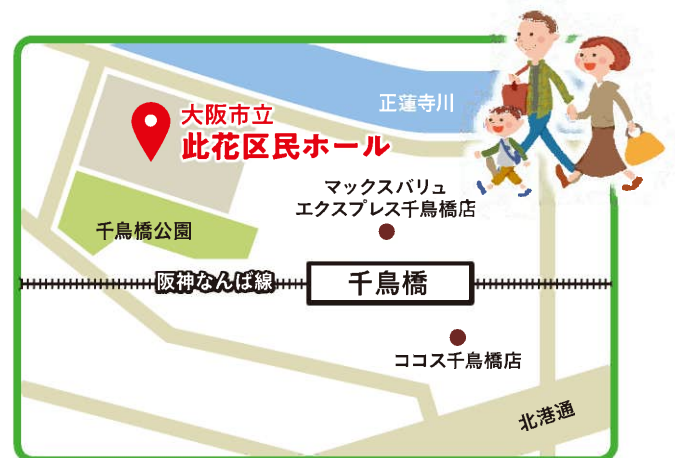 正蓮寺川
大阪市立
此花区民ホール
マックスバリュ
エクスプレス千鳥橋店
千鳥橋公園
阪神なんば線
千鳥橋
ココス千鳥橋店
北港通